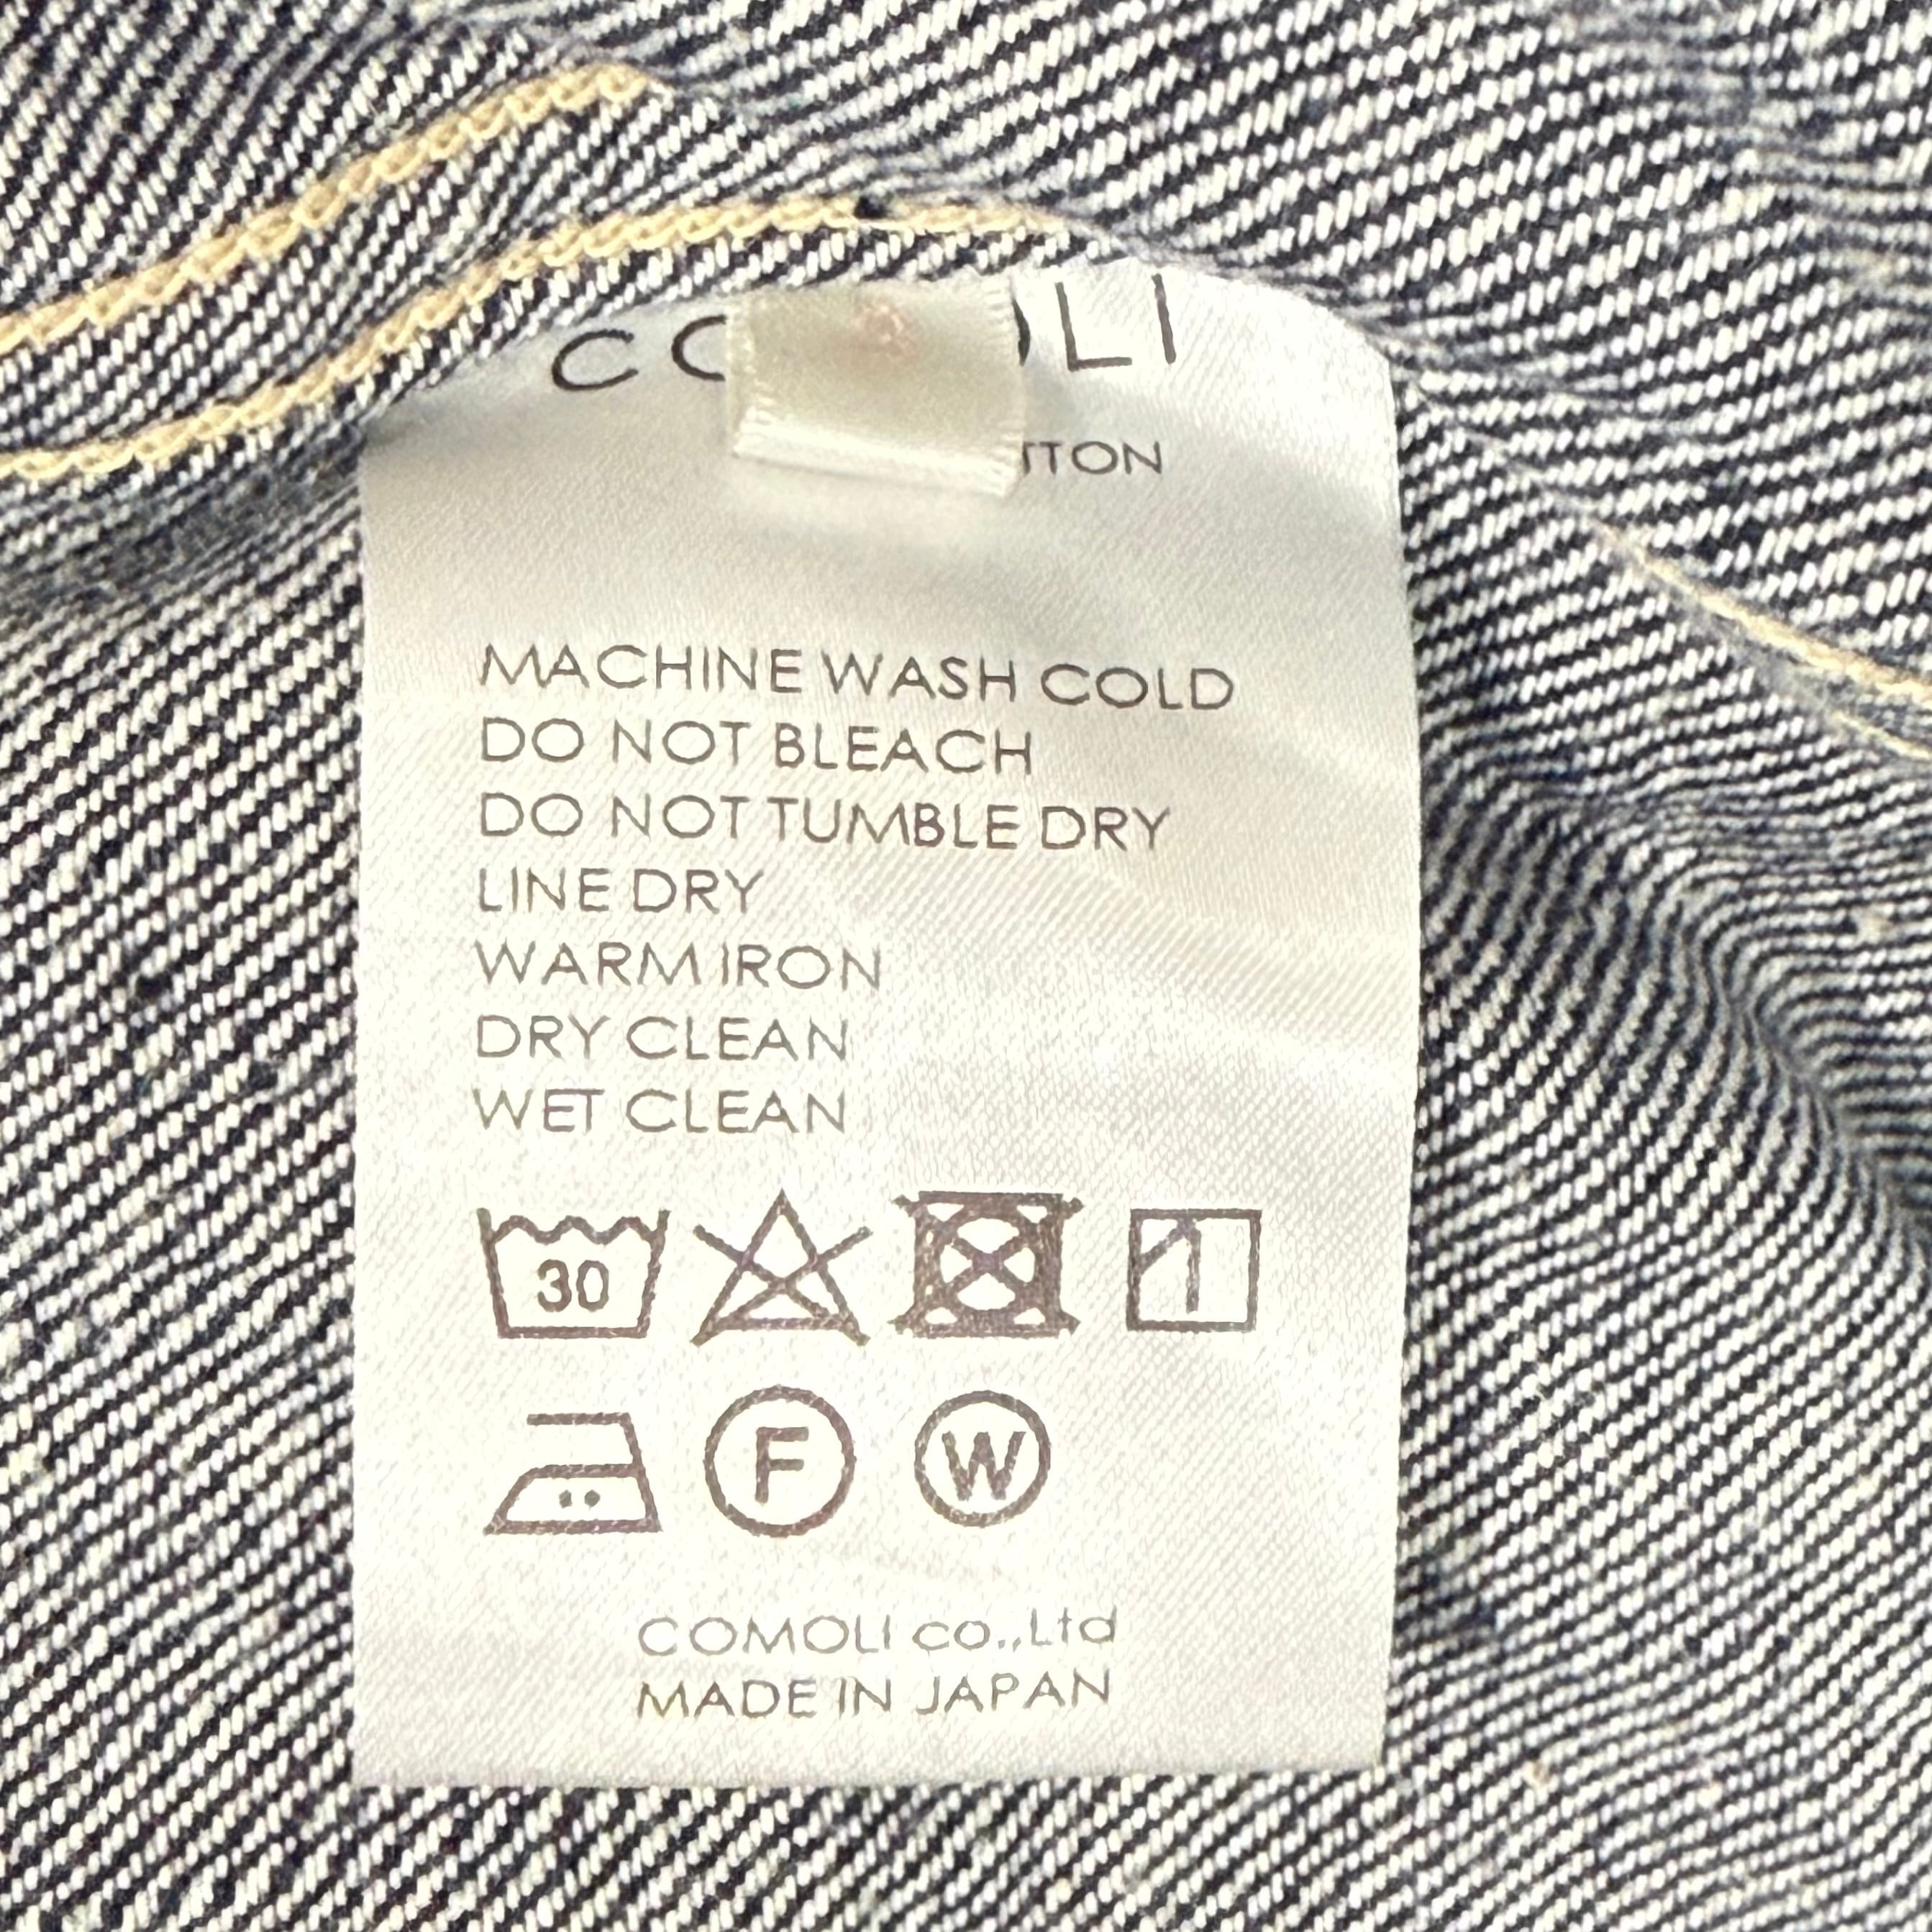 MACHINE WASH COLD
DO NOT BLEACH
DO NOT TUMBLE DRY
LINE DRY
WARM IRON
DRY CLEAN
WET CLEAN
30
F
W
COMOLI co.,Ltd
MADE IN JAPAN